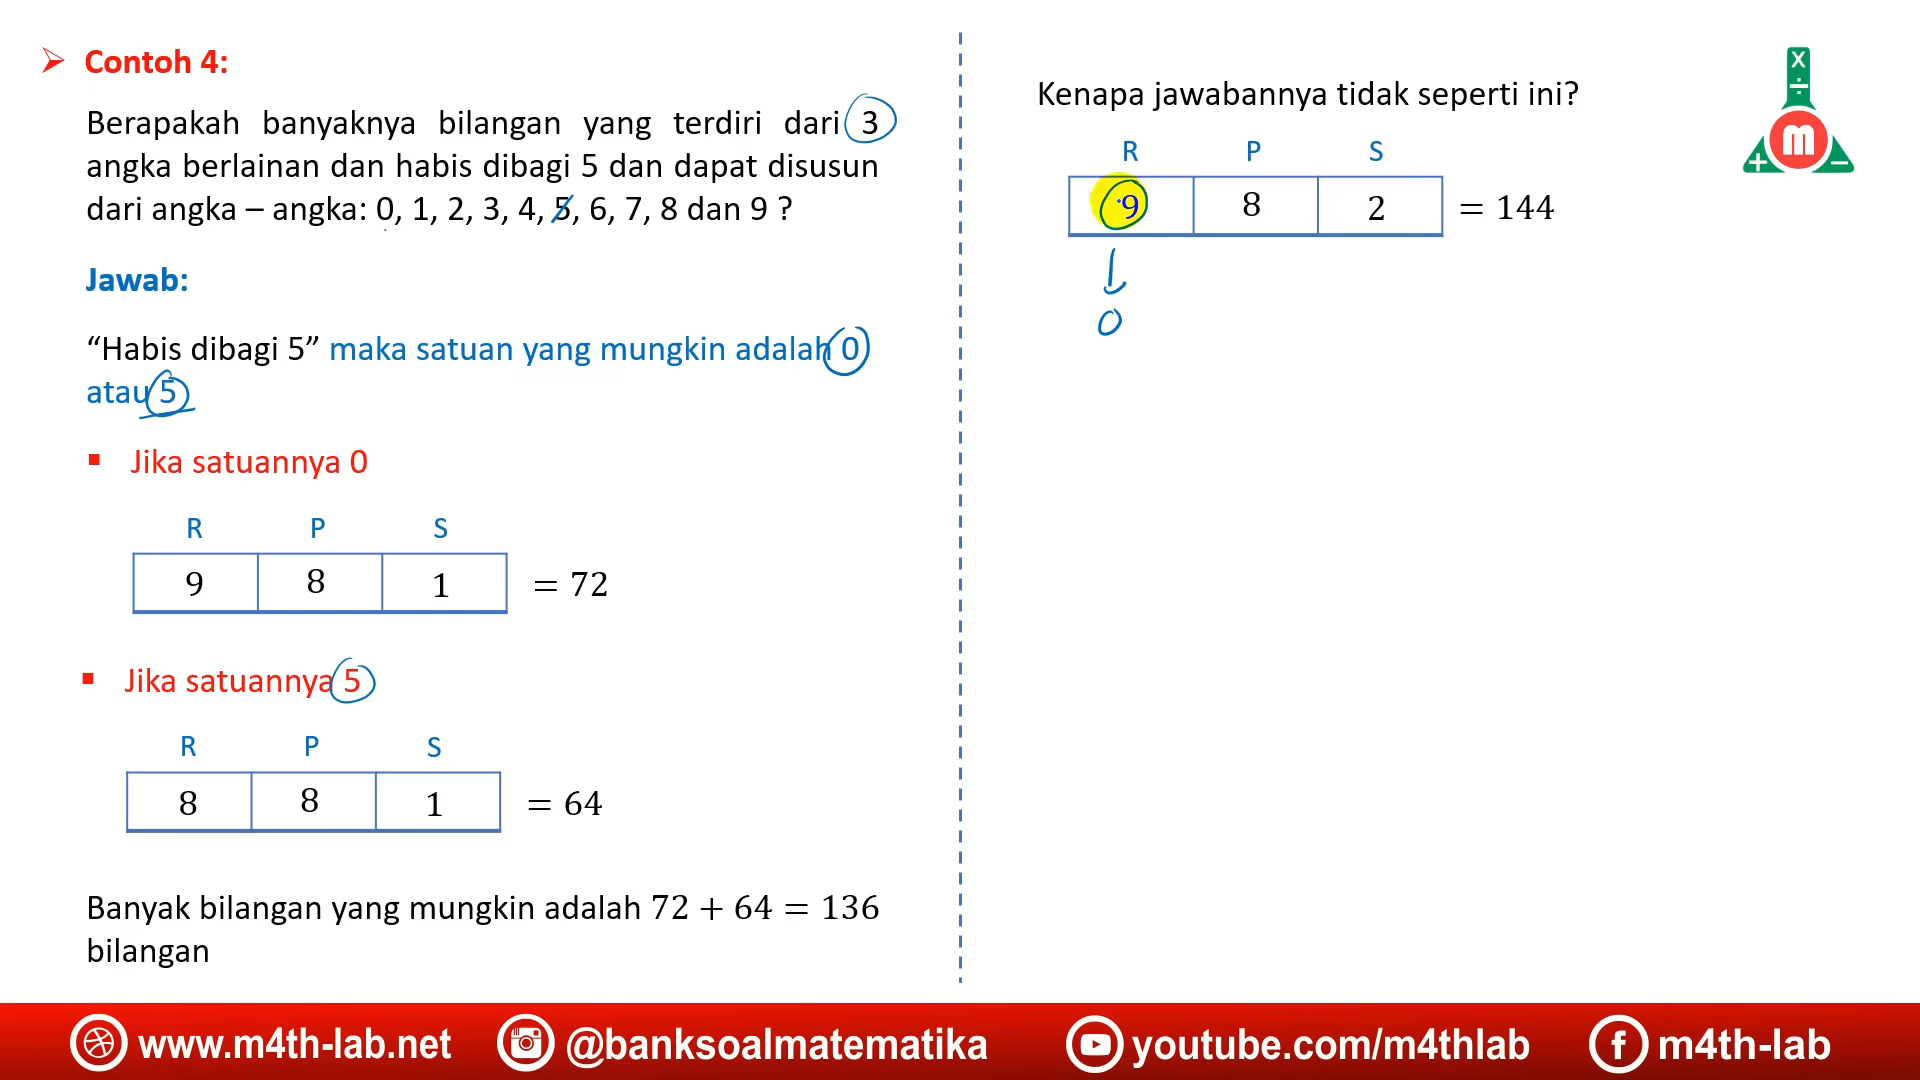 Contoh 4:
Berapakah banyaknya bilangan yang terdiri dari 3
angka berlainan dan habis dibagi 5 dan dapat disusun
dari angka – angka: 0, 1, 2, 3, 4, 5, 6, 7, 8 dan 9 ?
Jawab:
“Habis dibagi 5” maka satuan yang mungkin adalah 0
atau 5
Jika satuannya 0
R P S
9 8 1 = 72
Jika satuannya 5
R P S
8 8 1 = 64
Banyak bilangan yang mungkin adalah 72 + 64 = 136
bilangan
Kenapa jawabannya tidak seperti ini?
R P S
9 8 2 = 144
0
x ÷
m
+ −
www.m4th-lab.net @banksoalmatematika youtube.com/m4thlab f m4th-lab